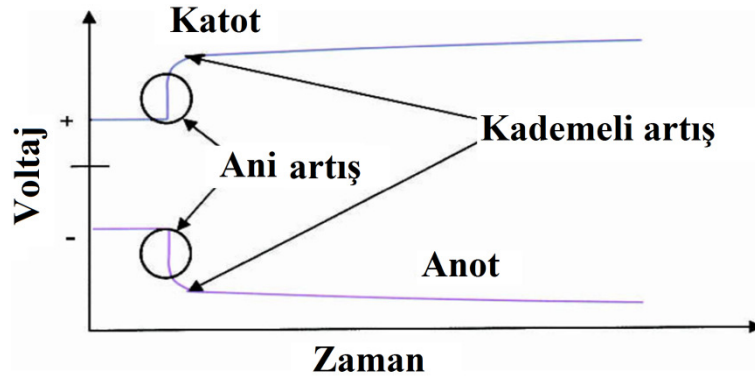 Katot
+
Kademeli artış
Ani artış
Voltaj
-
Anot
Zaman